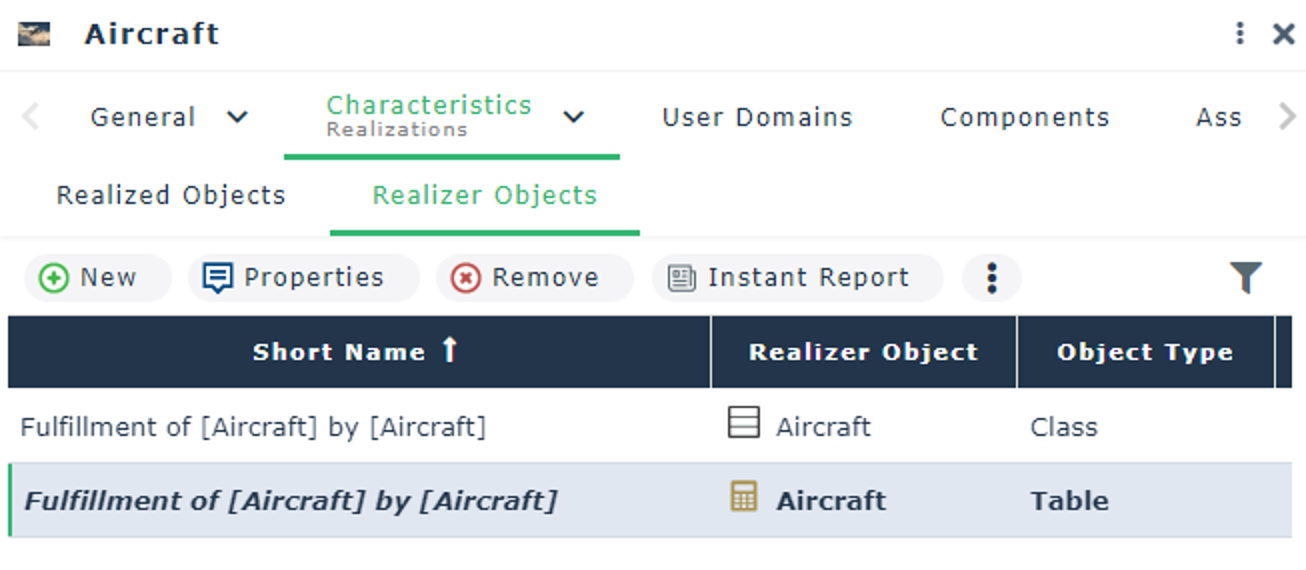 Aircraft
General Characteristics User Domains Components Ass
Realizations
Realized Objects Realizer Objects
New Properties Remove Instant Report
Short Name ↑ Realizer Object Object Type
Fulfillment of [Aircraft] by [Aircraft] Aircraft Class
Fulfillment of [Aircraft] by [Aircraft] Aircraft Table